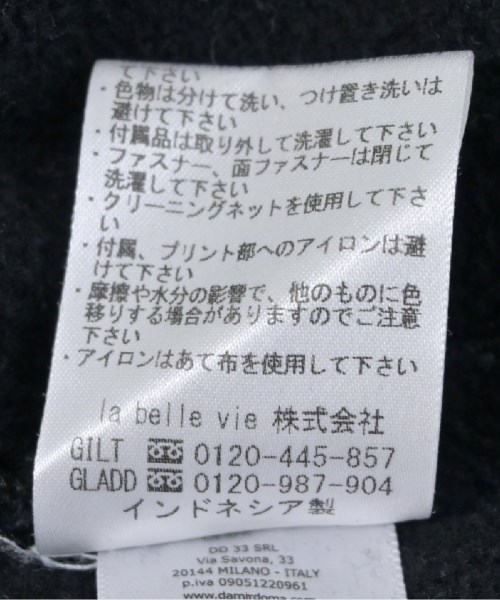 て下さい
・色物は分けて洗い、つけ置き洗いは
避けて下さい
・付属品は取り外して洗濯して下さい
・ファスナー、面ファスナーは閉じて
洗濯して下さい
・クリーニングネットを使用して下さ
い
・付属、プリント部へのアイロンは避
けて下さい
・摩擦や水分の影響で、他のものに色
移りする場合がありますのでご注意
下さい
・アイロンはあて布を使用して下さい
la belle vie 株式会社
GILT 0120-445-857
GLADD 0120-987-904
インドネシア製
DD 33 SRL
Via Savona, 33
20144 MILANO - ITALY
p.iva 09051220961
www.damirdoma.com